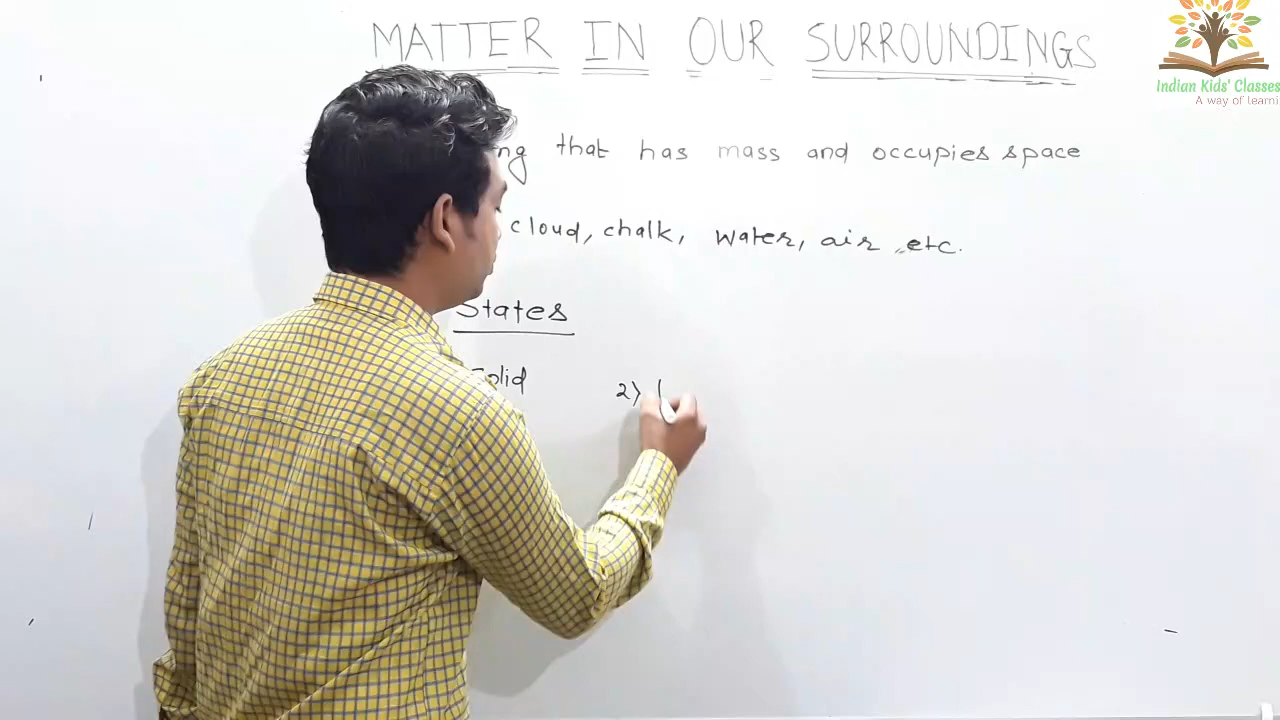 MATTER IN OUR SURROUNDINGS
Indian Kids' Classes
A way of learni
ng that has mass and occupies space
cloud, chalk, water, air , etc.
States
olid 2)